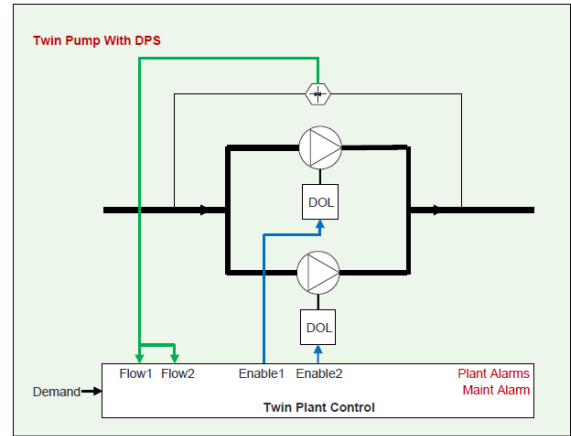 Twin Pump With DPS
DOL
DOL
Flow1 Flow2 Enable1 Enable2 Plant Alarms
Demand Maint Alarm
Twin Plant Control